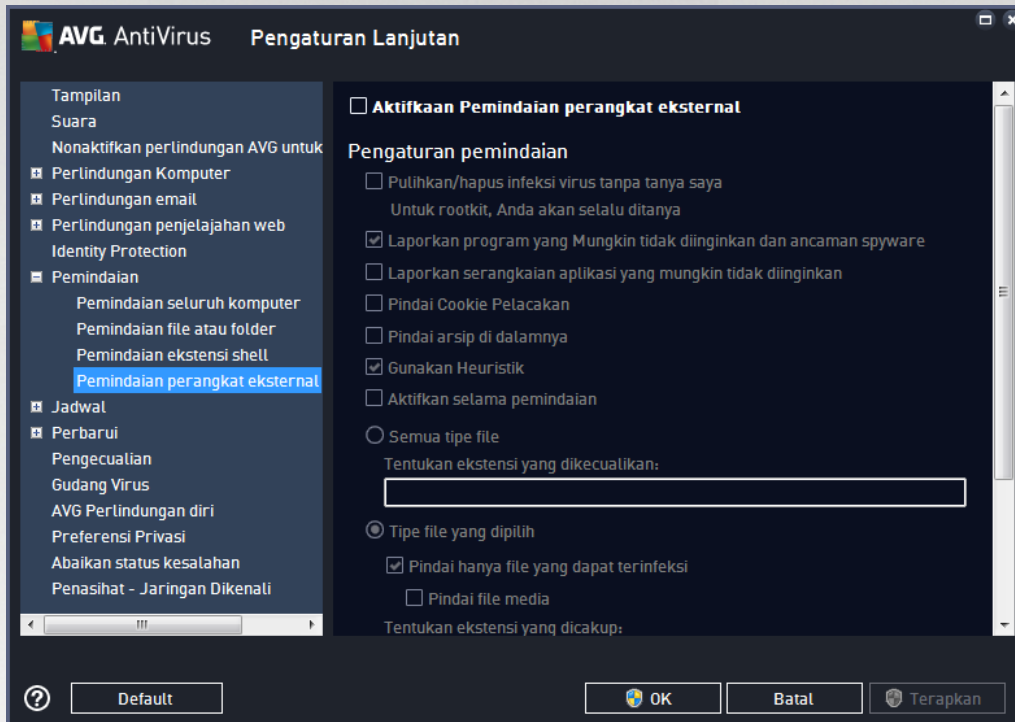 AVG AntiVirus Pengaturan Lanjutan
Tampilan
Suara
Nonaktifkan perlindungan AVG untuk
Perlindungan Komputer
Perlindungan email
Perlindungan penjelajahan web
Identity Protection
Pemindaian
Pemindaian seluruh komputer
Pemindaian file atau folder
Pemindaian ekstensi shell
Pemindaian perangkat eksternal
Jadwal
Perbarui
Pengecualian
Gudang Virus
AVG Perlindungan diri
Preferensi Privasi
Abaikan status kesalahan
Penasihat - Jaringan Dikenali
Aktifkaan Pemindaian perangkat eksternal
Pengaturan pemindaian
Pulihkan/hapus infeksi virus tanpa tanya saya
Untuk rootkit, Anda akan selalu ditanya
Laporkan program yang Mungkin tidak diinginkan dan ancaman spyware
Laporkan serangkaian aplikasi yang mungkin tidak diinginkan
Pindai Cookie Pelacakan
Pindai arsip di dalamnya
Gunakan Heuristik
Aktifkan selama pemindaian
Semua tipe file
Tentukan ekstensi yang dikecualikan:
Tipe file yang dipilih
Pindai hanya file yang dapat terinfeksi
Pindai file media
Tentukan ekstensi yang dicakup:
Default
OK
Batal
Terapkan